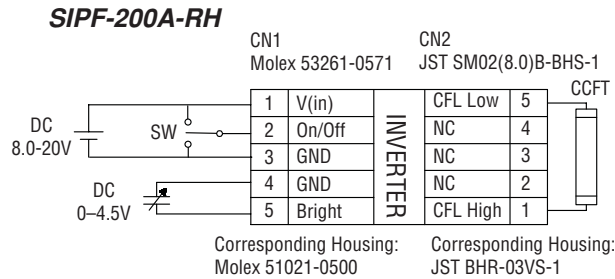 SIPF-200A-RH
CN1
Molex 53261-0571
CN2
JST SM02(8.0)B-BHS-1
CCFT
DC
8.0-20V
SW
1 V(in)
2 On/Off
3 GND
4 GND
5 Bright
INVERTER
CFL Low 5
NC 4
NC 3
NC 2
CFL High 1
DC
0–4.5V
Corresponding Housing:
Molex 51021-0500
Corresponding Housing:
JST BHR-03VS-1